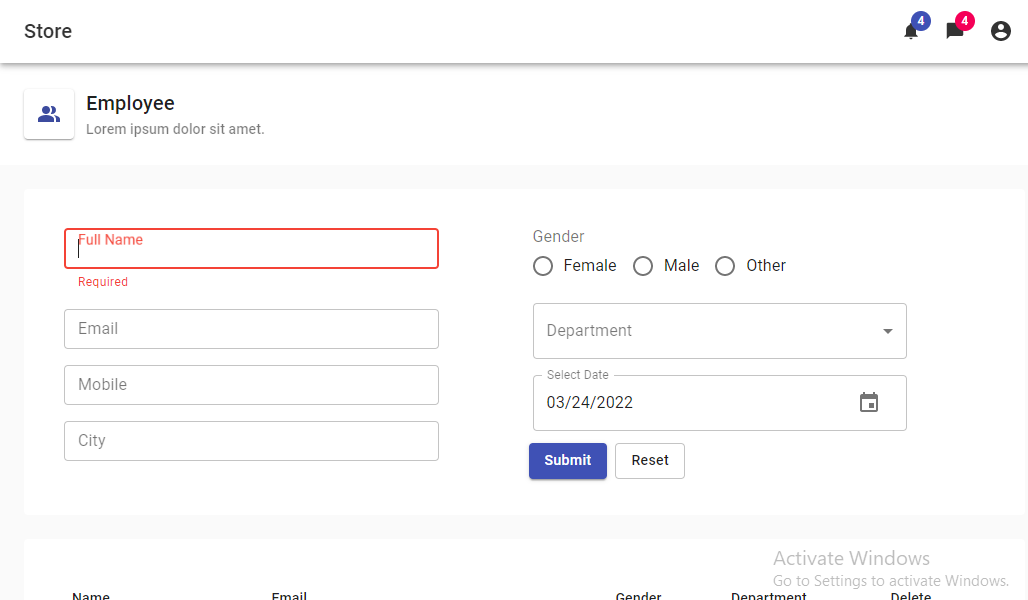 Store
4
4
Employee
Lorem ipsum dolor sit amet.
Full Name
Required
Email
Mobile
City
Gender
Female Male Other
Department
Select Date
03/24/2022
Submit Reset
Activate Windows
Go to Settings to activate Windows.
Name Email Gender Department Delete